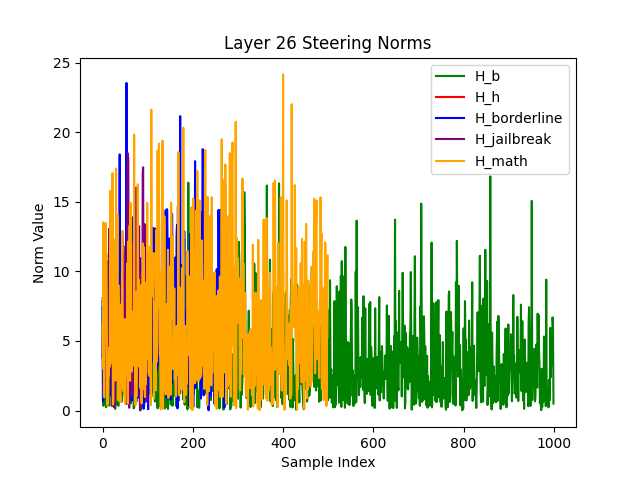 Layer 26 Steering Norms
Norm Value
25
20
15
10
5
0
H_b
H_h
H_borderline
H_jailbreak
H_math
0 200 400 600 800 1000
Sample Index